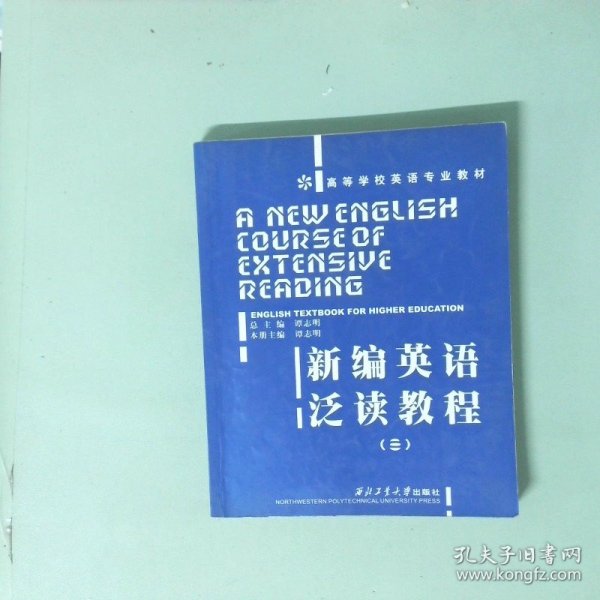 高等学校英语专业教材
A NEW ENGLISH
COURSE OF
EXTENSIVE
READING
ENGLISH TEXTBOOK FOR HIGHER EDUCATION
总主编 谭志明
本册主编 谭志明
新编英语
泛读教程
西北工业大学出版社
NORTHWESTERN POLYTECHNICAL UNIVERSITY PRESS
孔夫子旧书网
www.kongfz.com